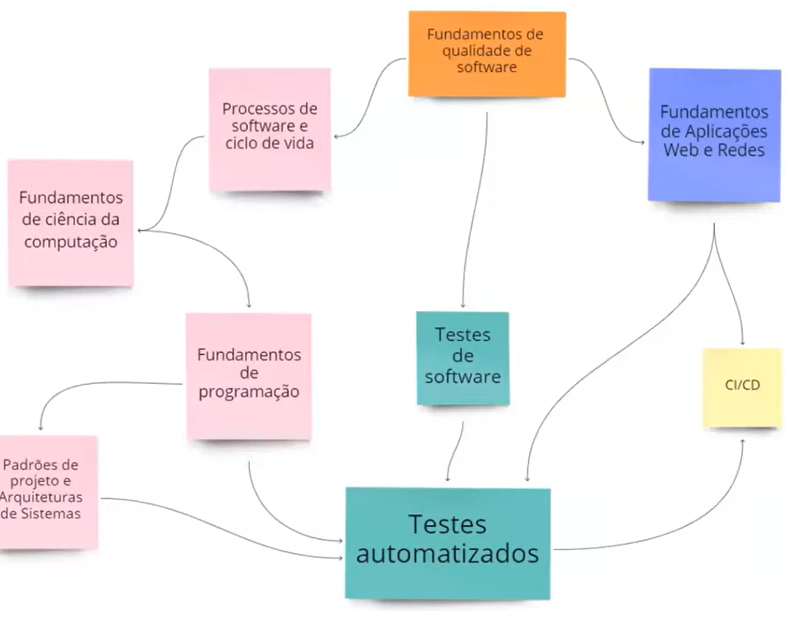 Fundamentos de
qualidade de
software
Processos de
software e
ciclo de vida
Fundamentos
de Aplicações
Web e Redes
Fundamentos
de ciência da
computação
Fundamentos
de
programação
Testes
de
software
CI/CD
Padrões de
projeto e
Arquiteturas
de Sistemas
Testes
automatizados